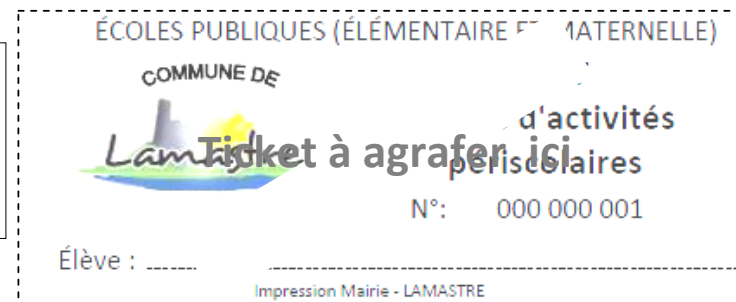 ÉCOLES PUBLIQUES (ÉLÉMENTAIRE MATERNELLE)
COMMUNE DE
Lamastre
d'activités
périscolaires
Ticket à agrafer ici
N°: 000 000 001
Élève :
Impression Mairie - LAMASTRE